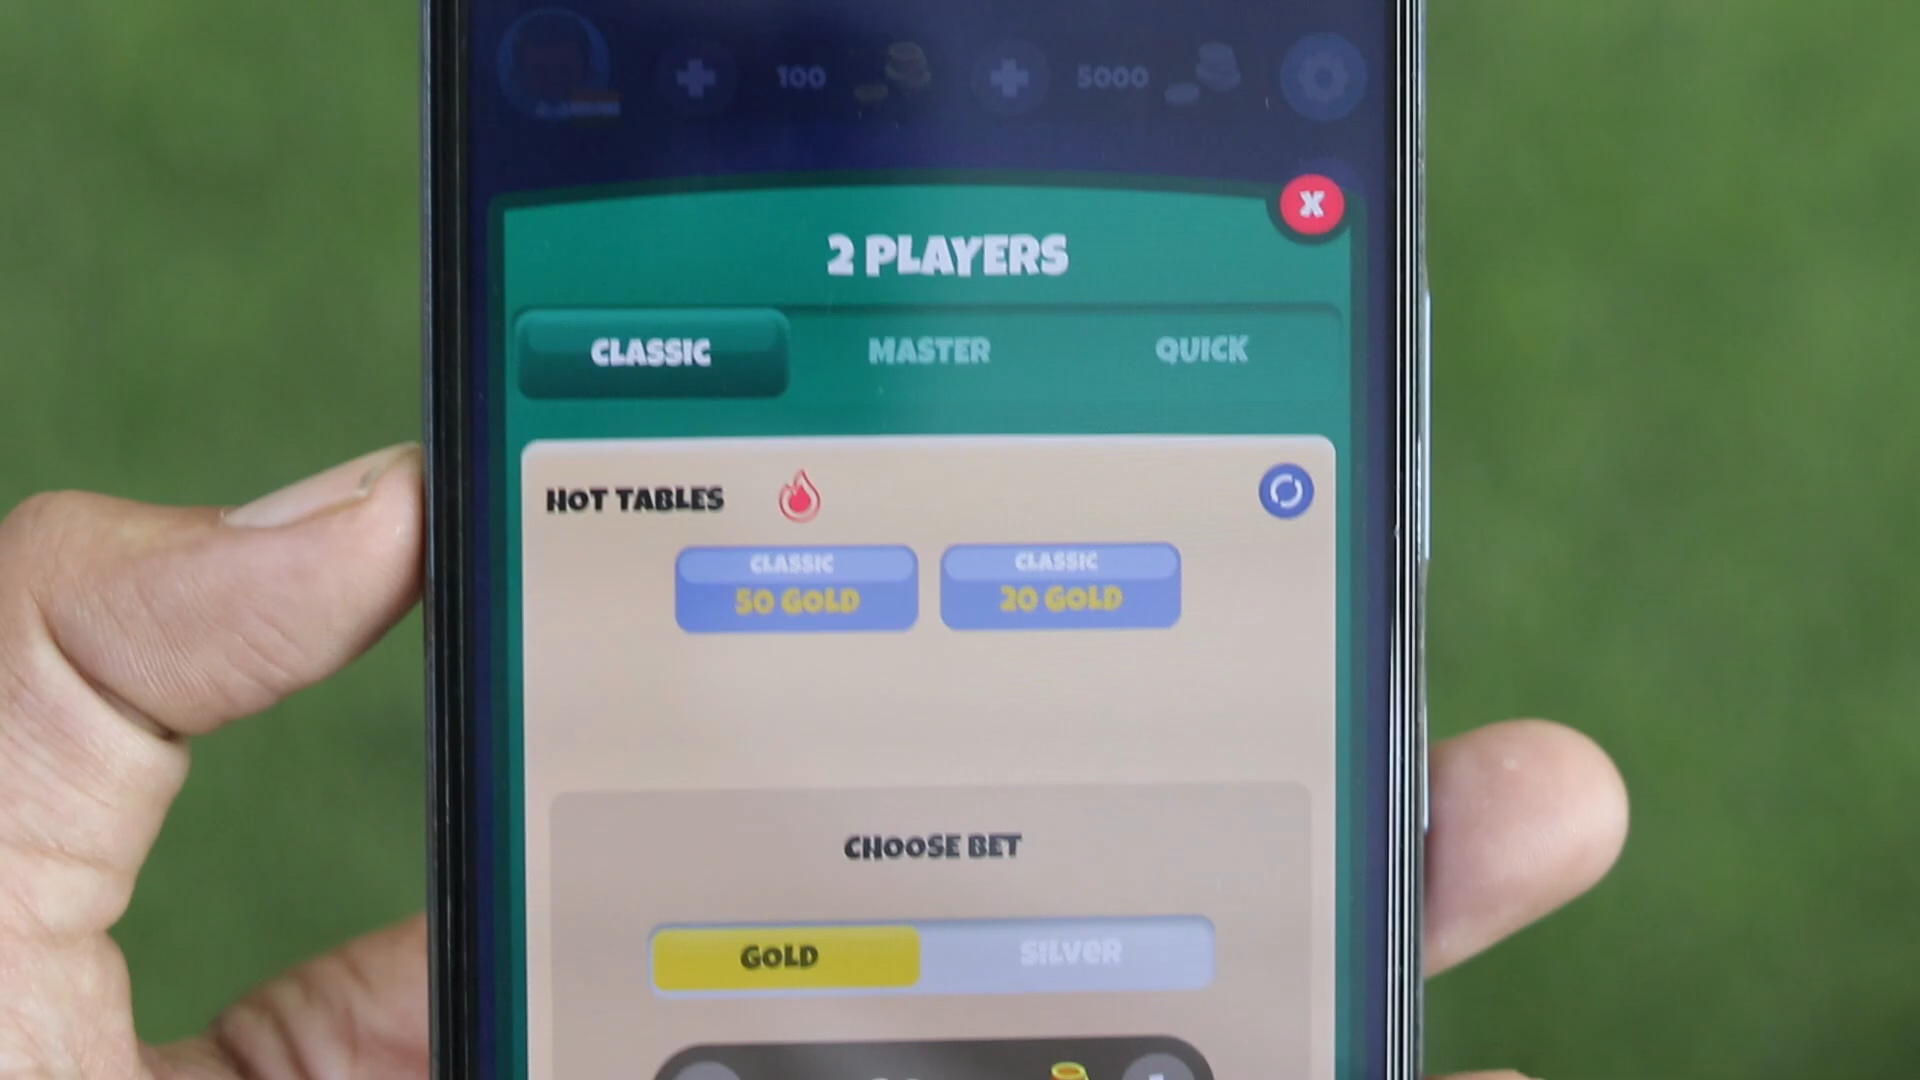 100 5000
X
2 PLAYERS
CLASSIC MASTER QUICK
HOT TABLES
CLASSIC
50 GOLD
CLASSIC
20 GOLD
CHOOSE BET
GOLD SILVER